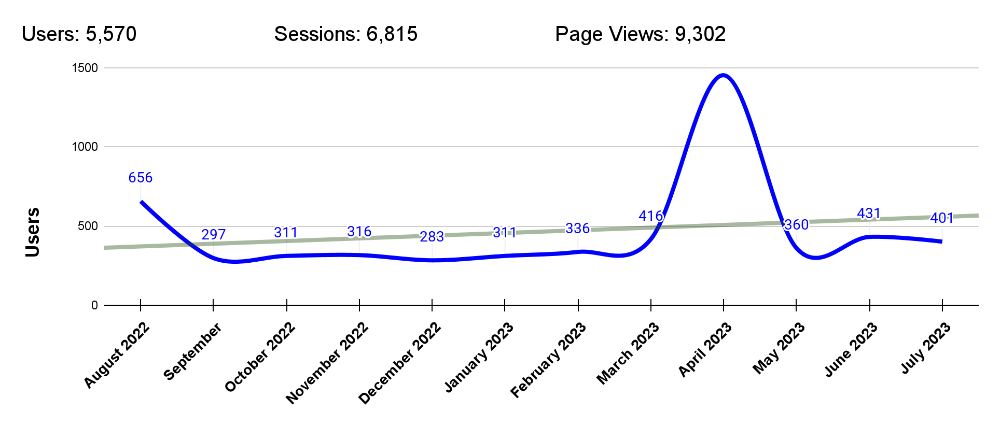 Users: 5,570 Sessions: 6,815 Page Views: 9,302
1500
1000
500
0
Users
656
297
311
316
283
311
336
416
360
431
401
August 2022
September
October 2022
November 2022
December 2022
January 2023
February 2023
March 2023
April 2023
May 2023
June 2023
July 2023